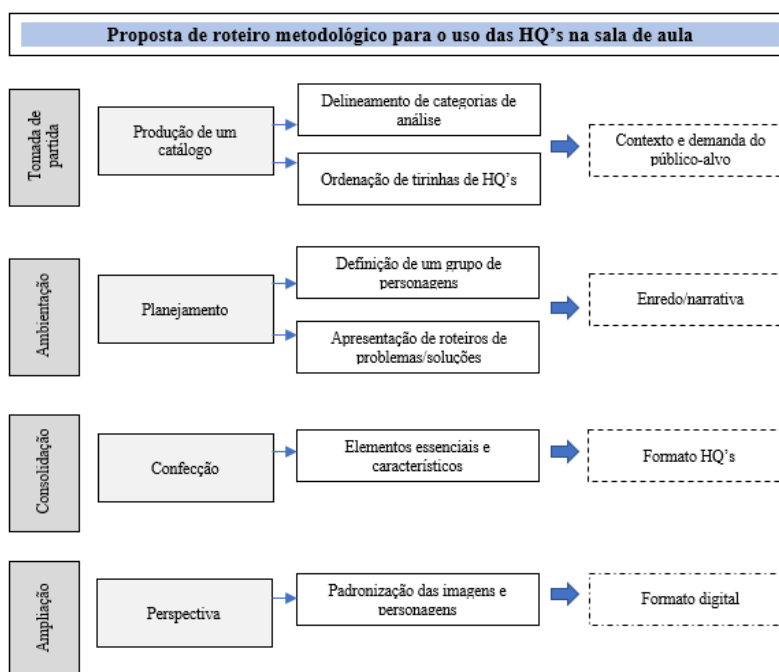 Proposta de roteiro metodológico para o uso das HQ's na sala de aula
Tomada de
partida
Produção de um
catálogo
Delineamento de categorias de
análise
Ordenação de tirinhas de HQ's
Contexto e demanda do
público-alvo
Ambientação
Planejamento
Definição de um grupo de
personagens
Apresentação de roteiros de
problemas/soluções
Enredo/narrativa
Consolidação
Confecção
Elementos essenciais e
característicos
Formato HQ's
Ampliação
Perspectiva
Padronização das imagens e
personagens
Formato digital